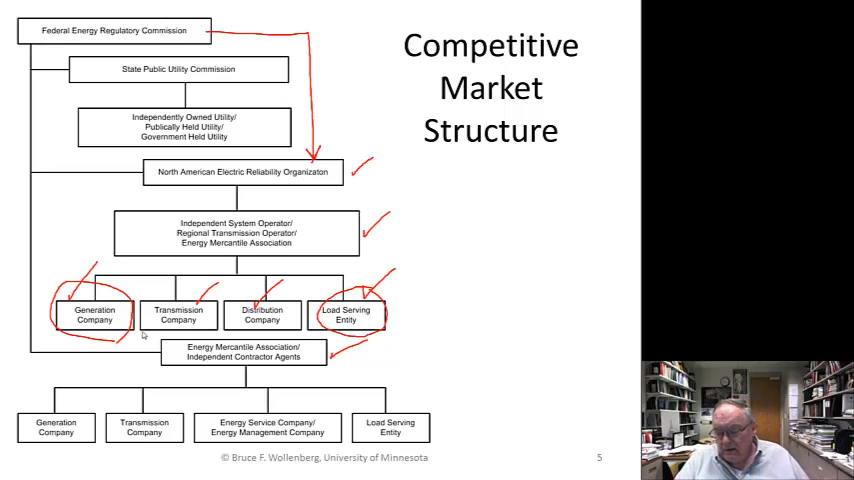 Federal Energy Regulatory Commission
Competitive
Market
Structure
State Public Utility Commission
Independently Owned Utility/
Publically Held Utility/
Government Held Utility
North American Electric Reliability Organizaton
Independent System Operator/
Regional Transmission Operator/
Energy Mercantile Association
Generation
Company
Transmission
Company
Distribution
Company
Load Serving
Entity
Energy Mercantile Association/
Independent Contractor Agents
Generation
Company
Transmission
Company
Energy Service Company/
Energy Management Company
Load Serving
Entity
© Bruce F. Wollenberg, University of Minnesota
5